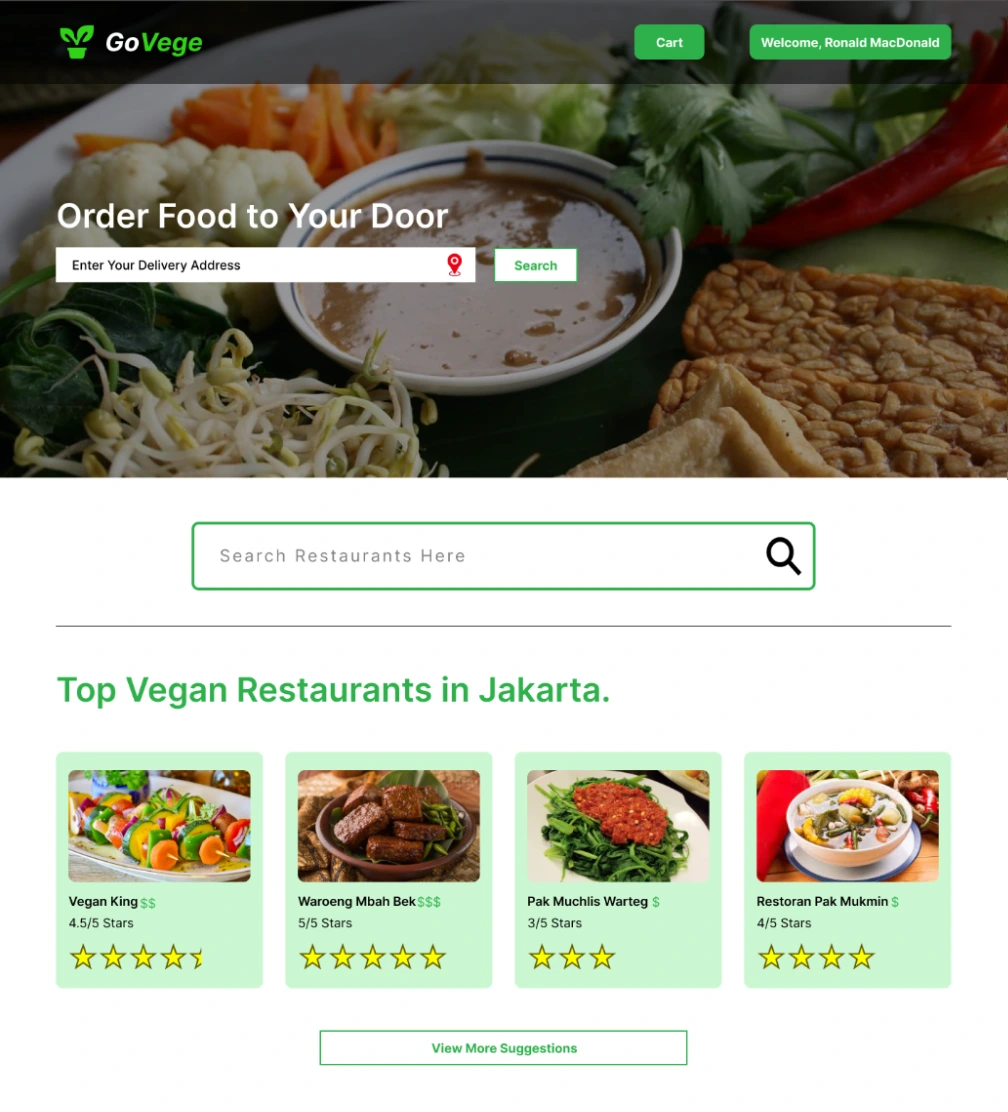 GoVege
Cart
Welcome, Ronald MacDonald
Order Food to Your Door
Enter Your Delivery Address
Search
Search Restaurants Here
Top Vegan Restaurants in Jakarta.
Vegan King $$
4.5/5 Stars
Waroeng Mbah Bek $$$
5/5 Stars
Pak Muchlis Warteg $
3/5 Stars
Restoran Pak Mukmin $
4/5 Stars
View More Suggestions